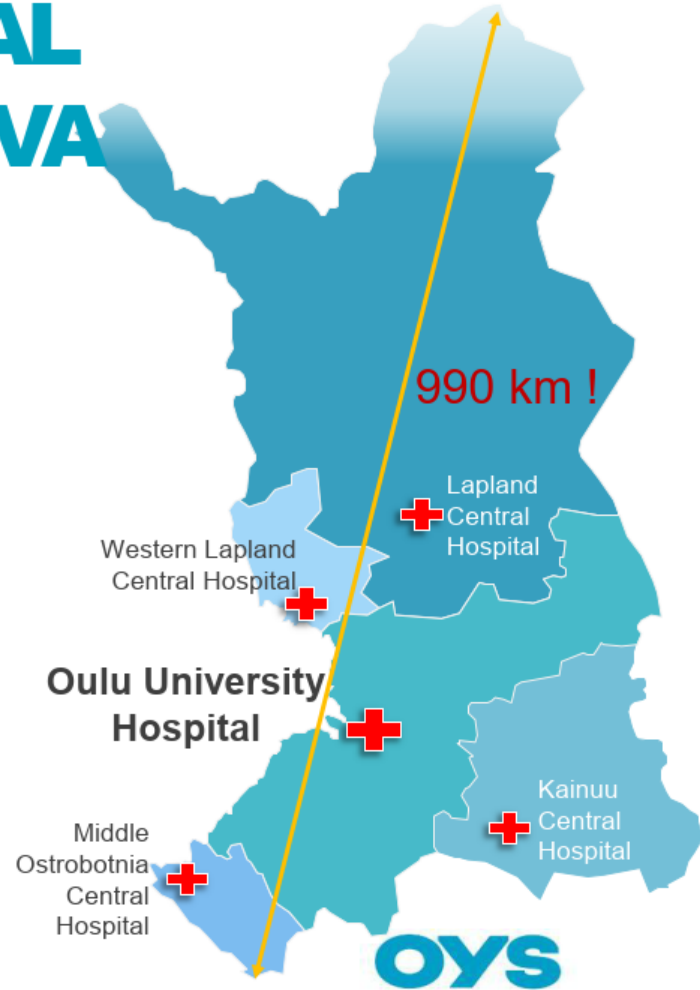 AL
VA
990 km !
Lapland
Central
Hospital
Western Lapland
Central Hospital
Oulu University
Hospital
Kainuu
Central
Hospital
Middle
Ostrobotnia
Central
Hospital
OYS